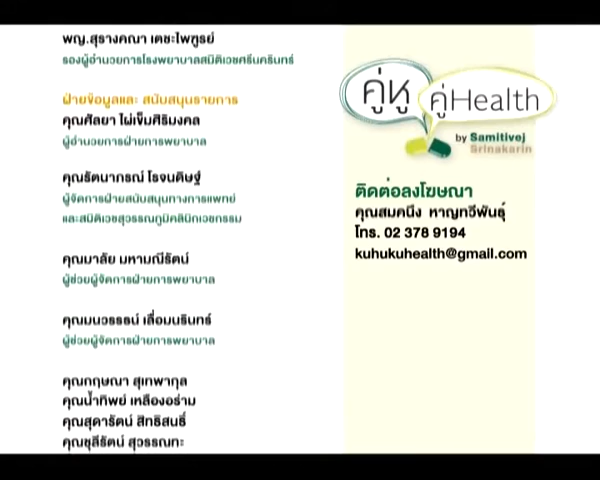 พญ.สุรางคณา เตชะไพฑูรย์
รองผู้อำนวยการโรงพยาบาลสมิติเวชศรีนครินทร์
ฝ่ายข้อมูลและ สนับสนุนรายการ
คุณศัลยา ไผ่เข็มศิริมงคล
ผู้อำนวยการฝ่ายการพยาบาล
คุณรัตนาภรณ์ โรจนดิษฐ์
ผู้จัดการฝ่ายสนับสนุนทางการแพทย์
และสมิติเวชสุวรรณภูมิคลินิกเวชกรรม
คุณมาลัย มหามณีรัตน์
ผู้ช่วยผู้จัดการฝ่ายการพยาบาล
คุณมนวรรธน์ เลื่อมนรินทร์
ผู้ช่วยผู้จัดการฝ่ายการพยาบาล
คุณกฤษณา สุเทพากุล
คุณน้ำทิพย์ เหลืองอร่าม
คุณสุดารัตน์ สิทธิสนธิ์
คุณชุลีรัตน์ สุวรรณทะ
คู่หู
คู่Health
by Samitivej
Srinakarin
ติดต่อลงโฆษณา
คุณสมคนึง หาญทวีพันธุ์
โทร. 02 378 9194
kuhukuhealth@gmail.com